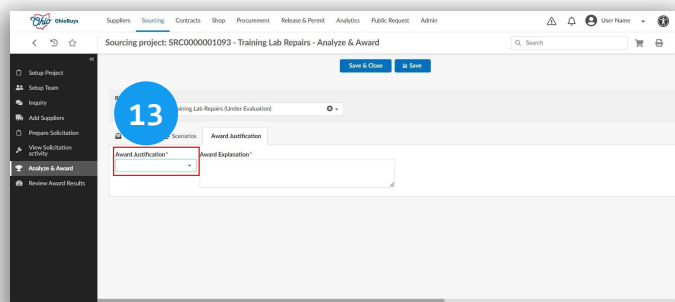 Ohio OhioBuys Suppliers Sourcing Contracts Shop Procurement Release & Permit Analytics Public Request Admin User Name
Sourcing project: SRC0000001093 - Training Lab Repairs - Analyze & Award Search
Save & Close Save
Setup Project
Setup Team
Inquiry
Add Suppliers
Prepare Solicitation
View Solicitation
activity
Analyze & Award
Review Award Results
13
aining Lab Repairs (Under Evaluation)
Scenarios Award Justification
Award Justification* Award Explanation*